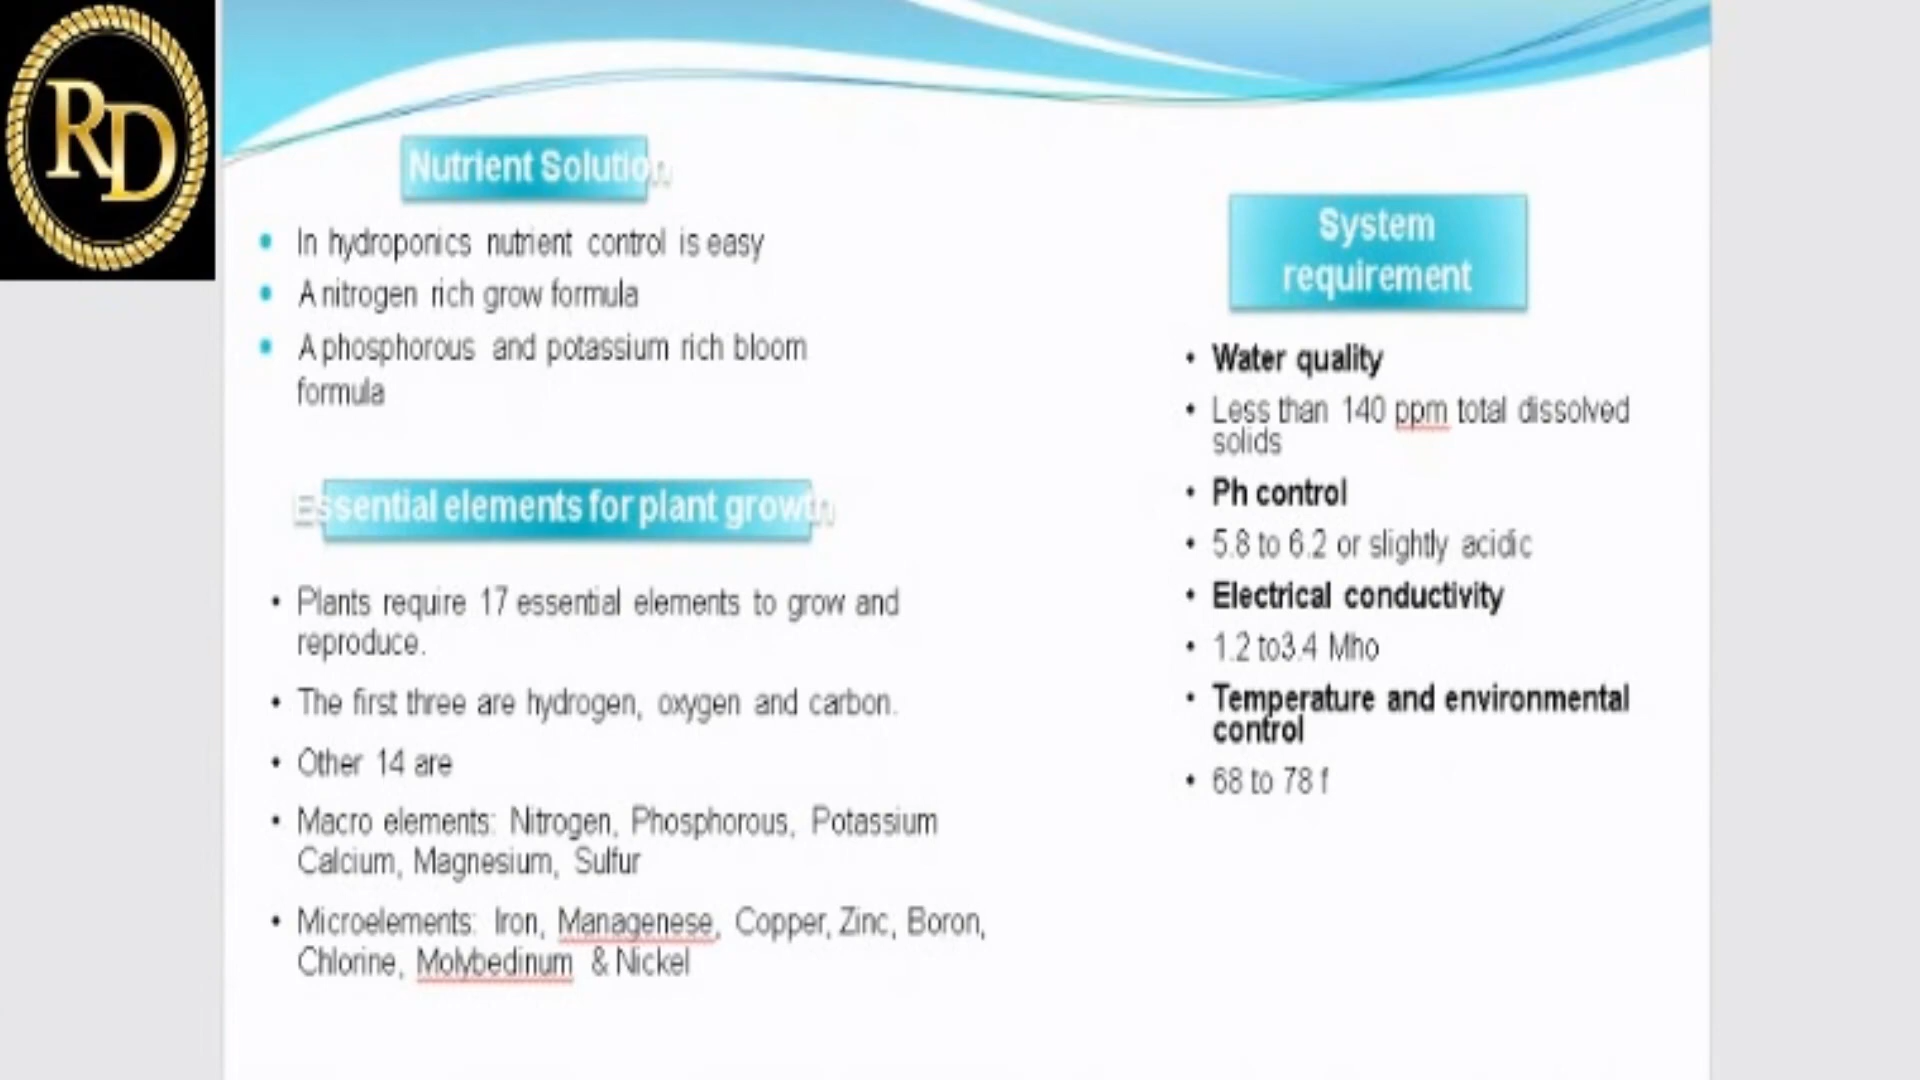 RD
Nutrient Solution
In hydroponics nutrient control is easy
A nitrogen rich grow formula
A phosphorous and potassium rich bloom
formula
Essential elements for plant growth
Plants require 17 essential elements to grow and
reproduce.
The first three are hydrogen, oxygen and carbon.
Other 14 are
Macro elements: Nitrogen, Phosphorous, Potassium
Calcium, Magnesium, Sulfur
Microelements: Iron, Managenese, Copper, Zinc, Boron,
Chlorine, Molybedinum & Nickel
System
requirement
Water quality
Less than 140 ppm total dissolved
solids
Ph control
5.8 to 6.2 or slightly acidic
Electrical conductivity
1.2 to3.4 Mho
Temperature and environmental
control
68 to 78 f